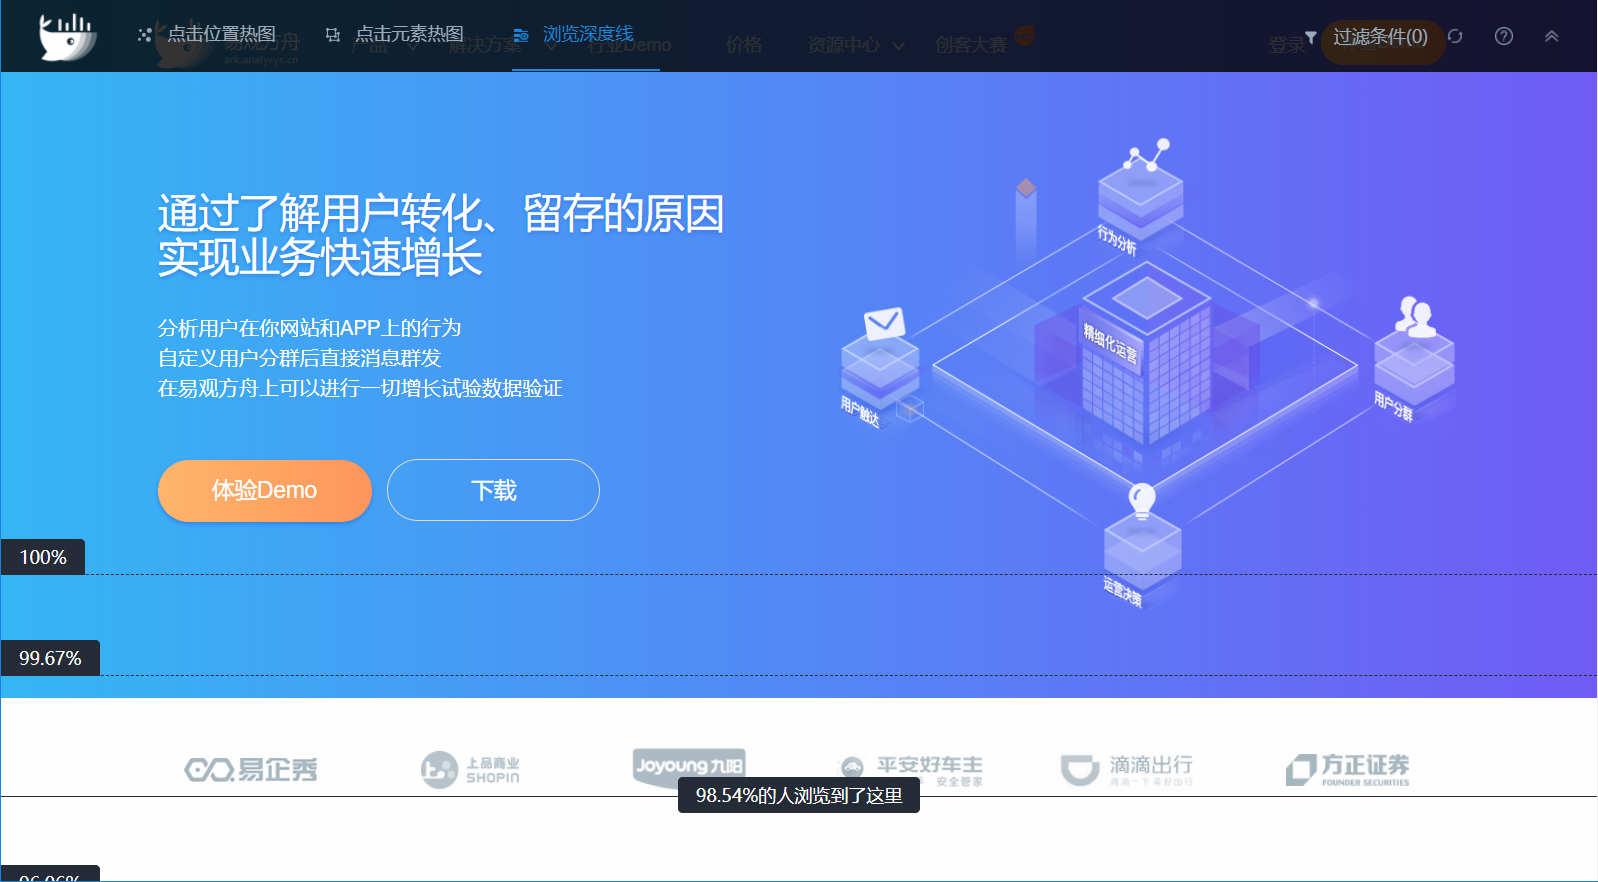 点击位置热图
点击元素热图
浏览深度线
过滤条件(0)
易观方舟
ark.analysys.cn
产品
解决方案
行业Demo
价格
资源中心
创客大赛
登录
通过了解用户转化、留存的原因
实现业务快速增长
分析用户在你网站和APP上的行为
自定义用户分群后直接消息群发
在易观方舟上可以进行一切增长试验数据验证
体验Demo
下载
行为分析
精细化运营
用户触达
用户分群
运营决策
100%
99.67%
易企秀
上品商业
SHOPIN
Joyoung 九阳
平安好车主
安全管家
滴滴出行
滴滴一下 美好出行
方正证券
FOUNDER SECURITIES
98.54%的人浏览到了这里